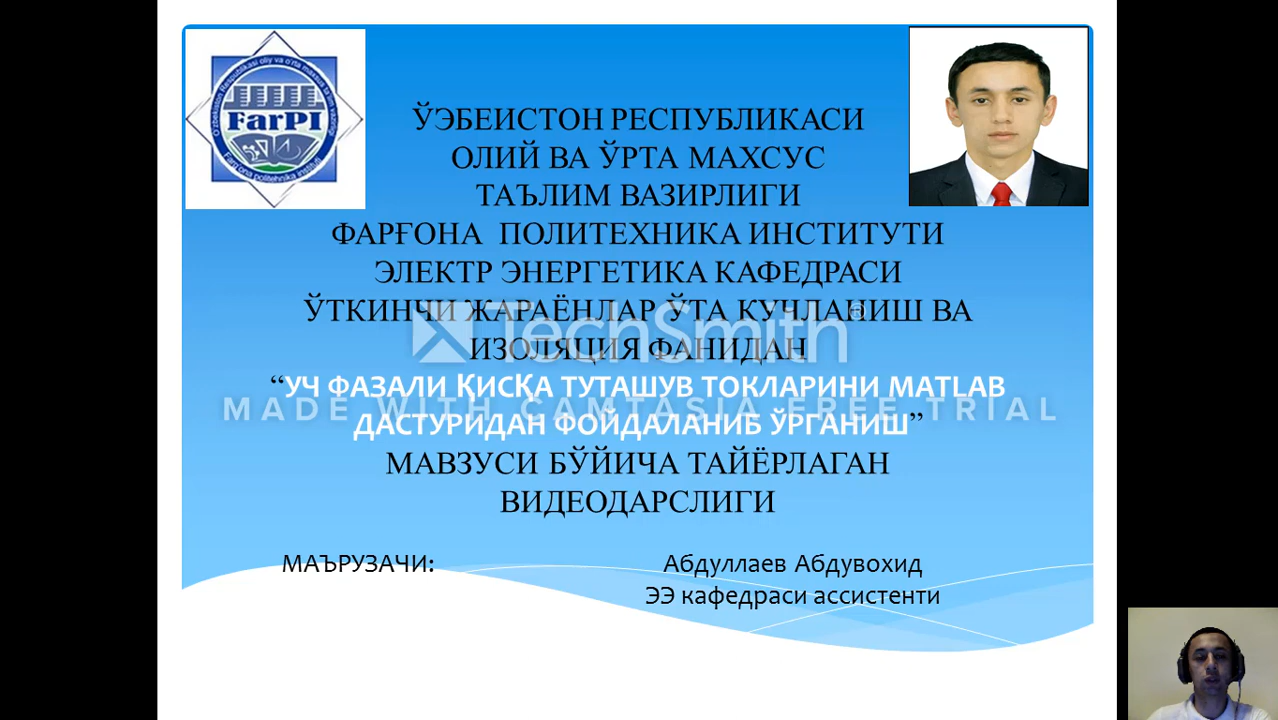 FarPI
ЎЭБЕИСТОН РЕСПУБЛИКАСИ
ОЛИЙ ВА ЎРТА МАХСУС
ТАЪЛИМ ВАЗИРЛИГИ
ФАРҒОНА ПОЛИТЕХНИКА ИНСТИТУТИ
ЭЛЕКТР ЭНЕРГЕТИКА КАФЕДРАСИ
ЎТКИНЧИ ЖАРАЁНЛАР ЎТА КУЧЛАНИШ ВА
TechSmith®
ИЗОЛЯЦИЯ ФАНИДАН
“УЧ ФАЗАЛИ ҚИСҚА ТУТАШУВ ТОКЛАРИНИ MATLAB
MADE WITH CAMTASIA FREE TRIAL
ДАСТУРИДАН ФОЙДАЛАНИБ ЎРГАНИШ”
МАВЗУСИ БЎЙИЧА ТАЙЁРЛАГАН
ВИДЕОДАРСЛИГИ
МАЪРУЗАЧИ: Абдуллаев Абдувохид
ЭЭ кафедраси ассистенти